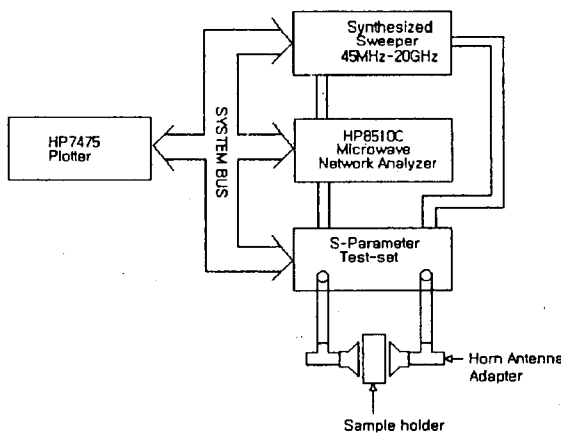 Synthesized
Sweeper
45MHz-20GHz
HP7475
Plotter
SYSTEM BUS
HP8510C
Microwave
Network Analyzer
S-Parameter
Test-set
Horn Antenna
Adapter
Sample holder